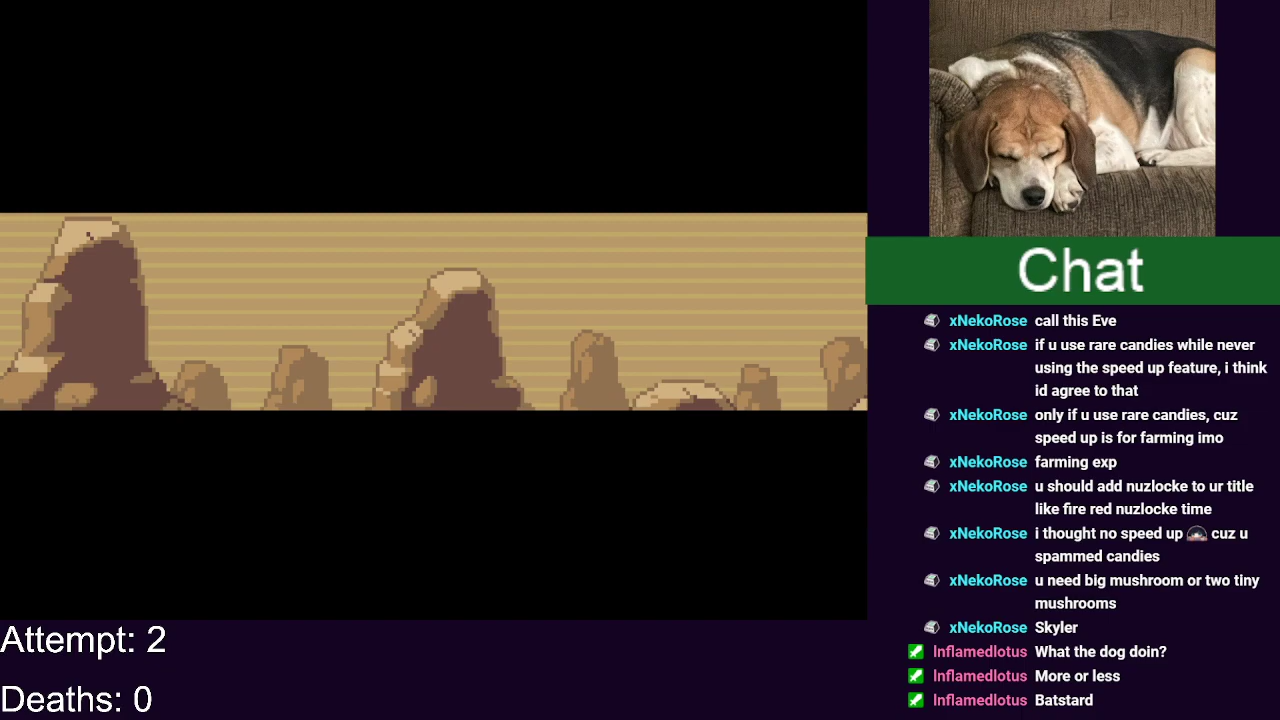 Chat
xNekoRose call this Eve
xNekoRose if u use rare candies while never
using the speed up feature, i think
id agree to that
xNekoRose only if u use rare candies, cuz
speed up is for farming imo
xNekoRose farming exp
xNekoRose u should add nuzlocke to ur title
like fire red nuzlocke time
xNekoRose i thought no speed up cuz u
spammed candies
xNekoRose u need big mushroom or two tiny
mushrooms
xNekoRose Skyler
Inflamedlotus What the dog doin?
Inflamedlotus More or less
Inflamedlotus Batstard
Attempt: 2
Deaths: 0